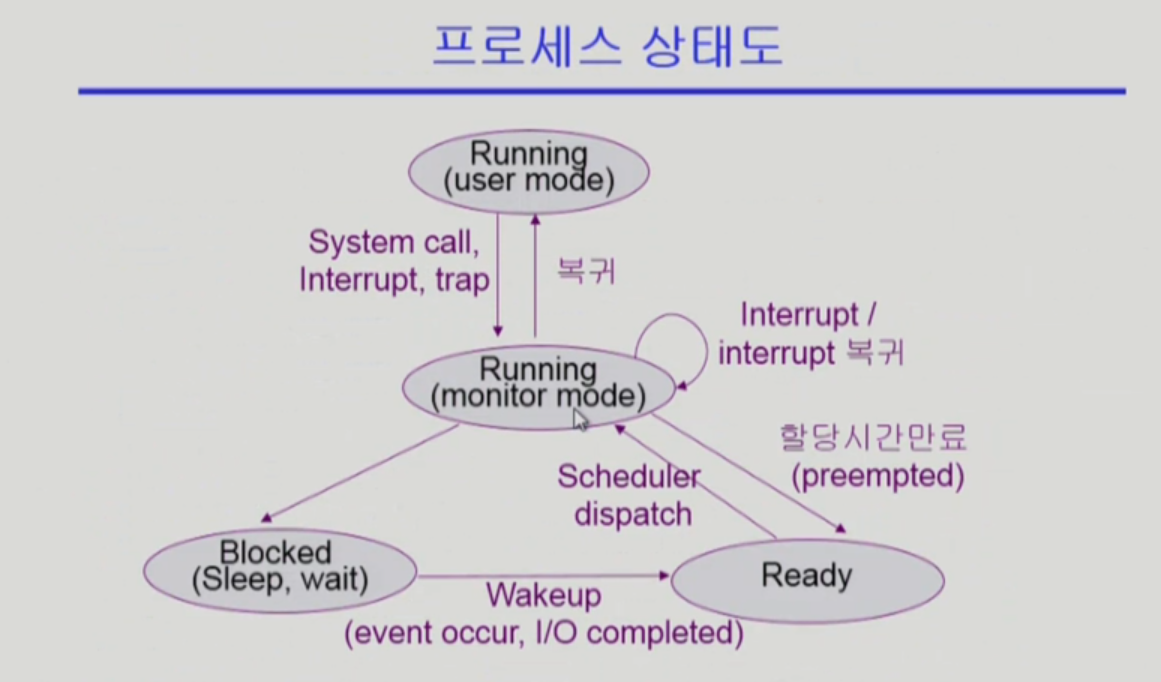 프로세스 상태도
Running
(user mode)
System call,
Interrupt, trap
복귀
Interrupt /
interrupt 복귀
Running
(monitor mode)
할당시간만료
(preempted)
Scheduler
dispatch
Blocked
(Sleep, wait)
Ready
Wakeup
(event occur, I/O completed)